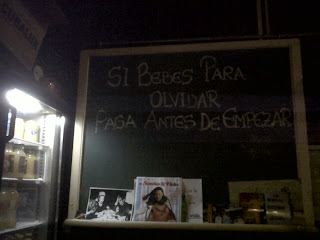 SI BEBES PARA
OLVIDAR
PAGA ANTES DE EMPEZAR